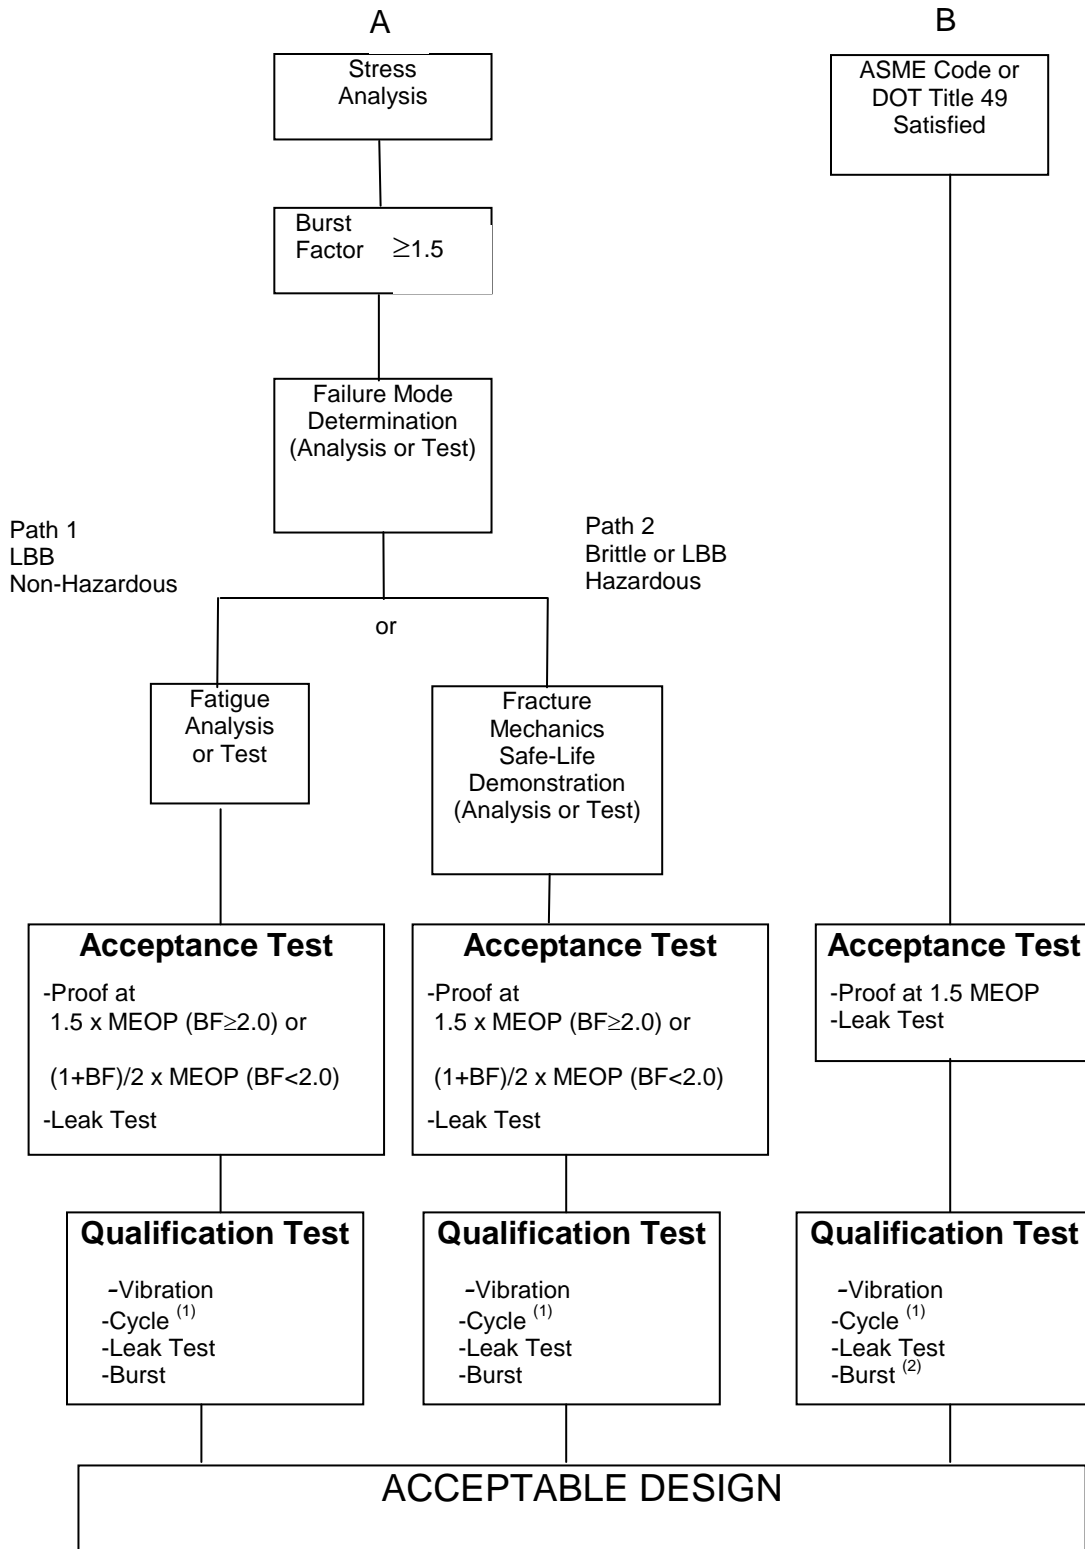 A
B
Stress
Analysis
ASME Code or
DOT Title 49
Satisfied
Burst
Factor ≥1.5
Failure Mode
Determination
(Analysis or Test)
Path 1
LBB
Non-Hazardous
Path 2
Brittle or LBB
Hazardous
or
Fatigue
Analysis
or Test
Fracture
Mechanics
Safe-Life
Demonstration
(Analysis or Test)
Acceptance Test
-Proof at
1.5 x MEOP (BF≥2.0) or
(1+BF)/2 x MEOP (BF<2.0)
-Leak Test
Acceptance Test
-Proof at
1.5 x MEOP (BF≥2.0) or
(1+BF)/2 x MEOP (BF<2.0)
-Leak Test
Acceptance Test
-Proof at 1.5 MEOP
-Leak Test
Qualification Test
-Vibration
-Cycle (1)
-Leak Test
-Burst
Qualification Test
-Vibration
-Cycle (1)
-Leak Test
-Burst
Qualification Test
-Vibration
-Cycle (1)
-Leak Test
-Burst (2)
ACCEPTABLE DESIGN